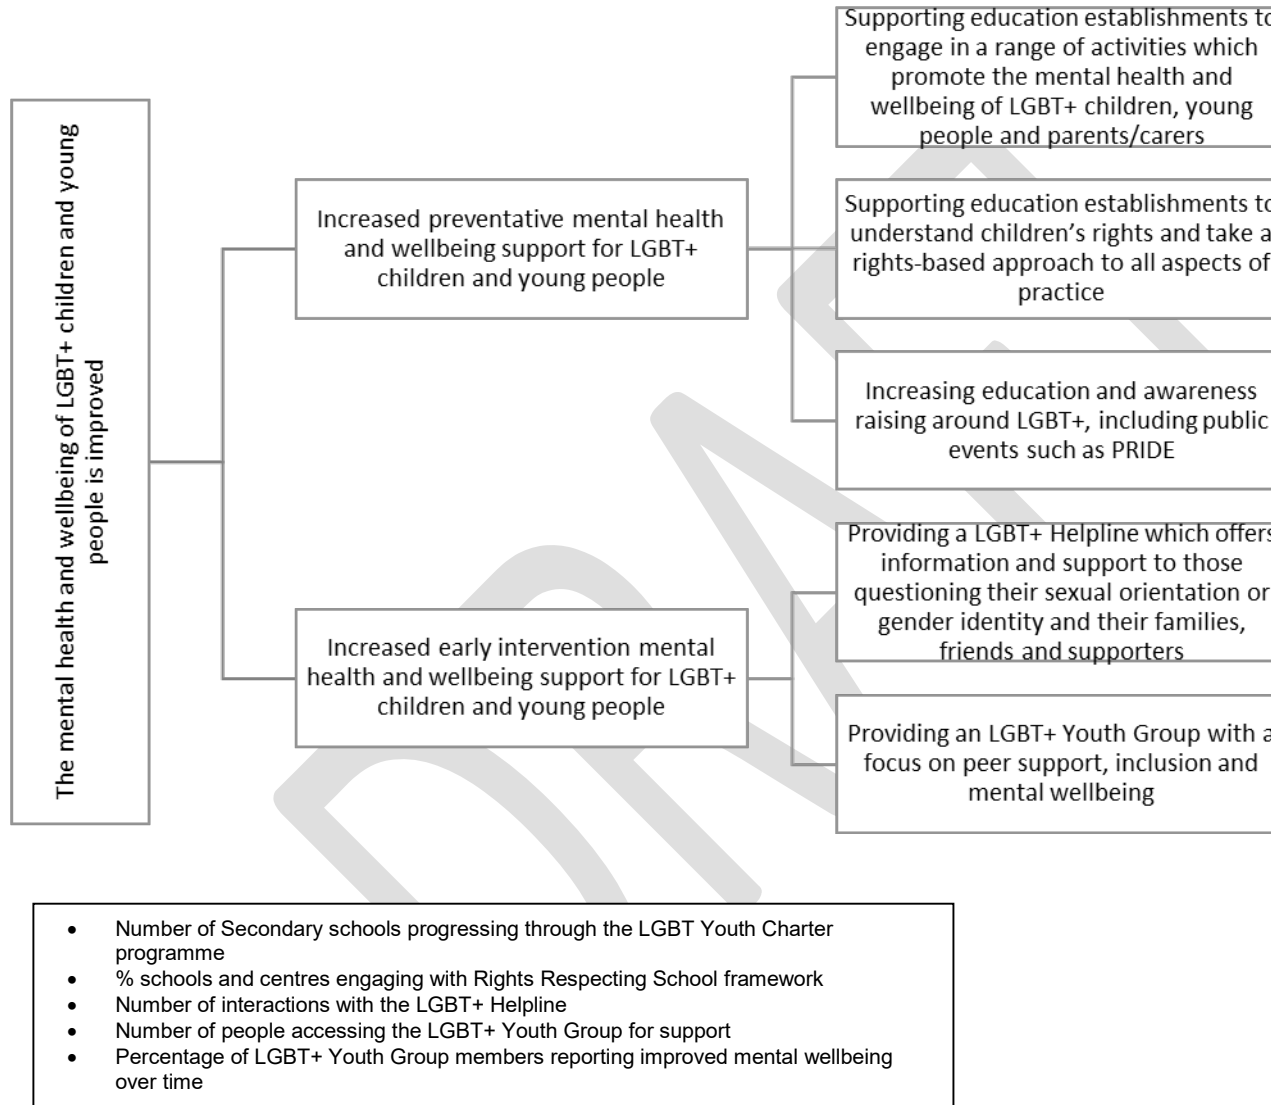 The mental health and wellbeing of LGBT+ children and young
people is improved
Increased preventative mental health
and wellbeing support for LGBT+
children and young people
Supporting education establishments to
engage in a range of activities which
promote the mental health and
wellbeing of LGBT+ children, young
people and parents/carers
Supporting education establishments to
understand children's rights and take a
rights-based approach to all aspects of
practice
Increasing education and awareness
raising around LGBT+, including public
events such as PRIDE
Increased early intervention mental
health and wellbeing support for LGBT+
children and young people
Providing a LGBT+ Helpline which offers
information and support to those
questioning their sexual orientation or
gender identity and their families,
friends and supporters
Providing an LGBT+ Youth Group with a
focus on peer support, inclusion and
mental wellbeing
• Number of Secondary schools progressing through the LGBT Youth Charter
programme
• % schools and centres engaging with Rights Respecting School framework
• Number of interactions with the LGBT+ Helpline
• Number of people accessing the LGBT+ Youth Group for support
• Percentage of LGBT+ Youth Group members reporting improved mental wellbeing
over time
DRAFT